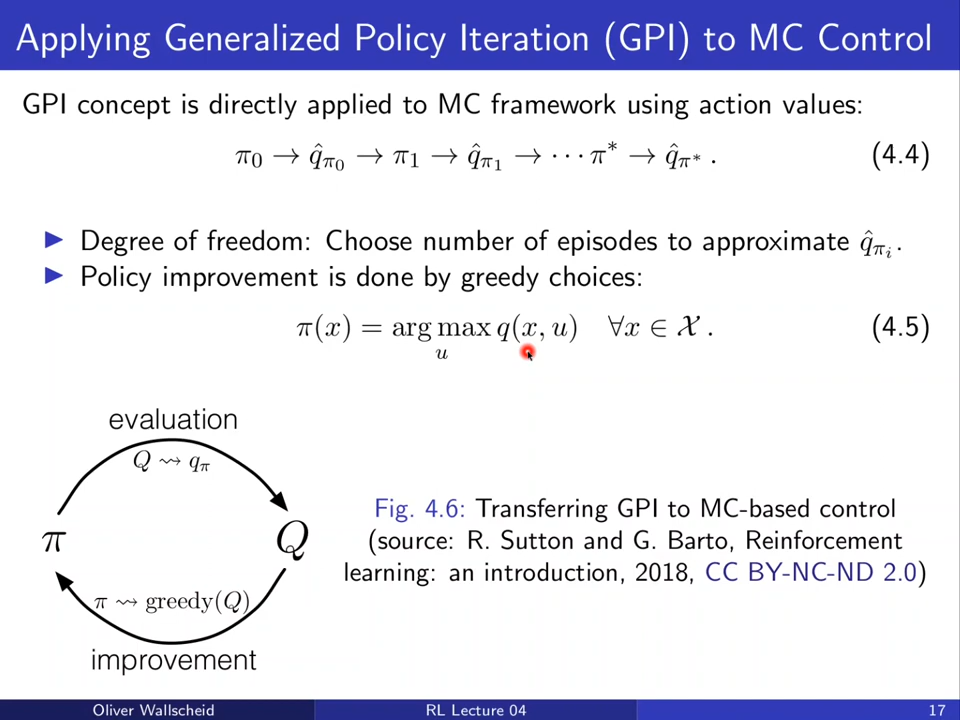 Applying Generalized Policy Iteration (GPI) to MC Control
GPI concept is directly applied to MC framework using action values:
π₀ → q̂_{π₀} → π₁ → q̂_{π₁} → ⋯ π* → q̂_{π*} . (4.4)
▶ Degree of freedom: Choose number of episodes to approximate q̂_{πᵢ}.
▶ Policy improvement is done by greedy choices:
π(x) = arg max_u q(x, u) ∀x ∈ 𝒳 . (4.5)
evaluation
Q ⇝ q_π
π Q
π ⇝ greedy(Q)
improvement
Fig. 4.6: Transferring GPI to MC-based control
(source: R. Sutton and G. Barto, Reinforcement
learning: an introduction, 2018, CC BY-NC-ND 2.0)
Oliver Wallscheid RL Lecture 04 17